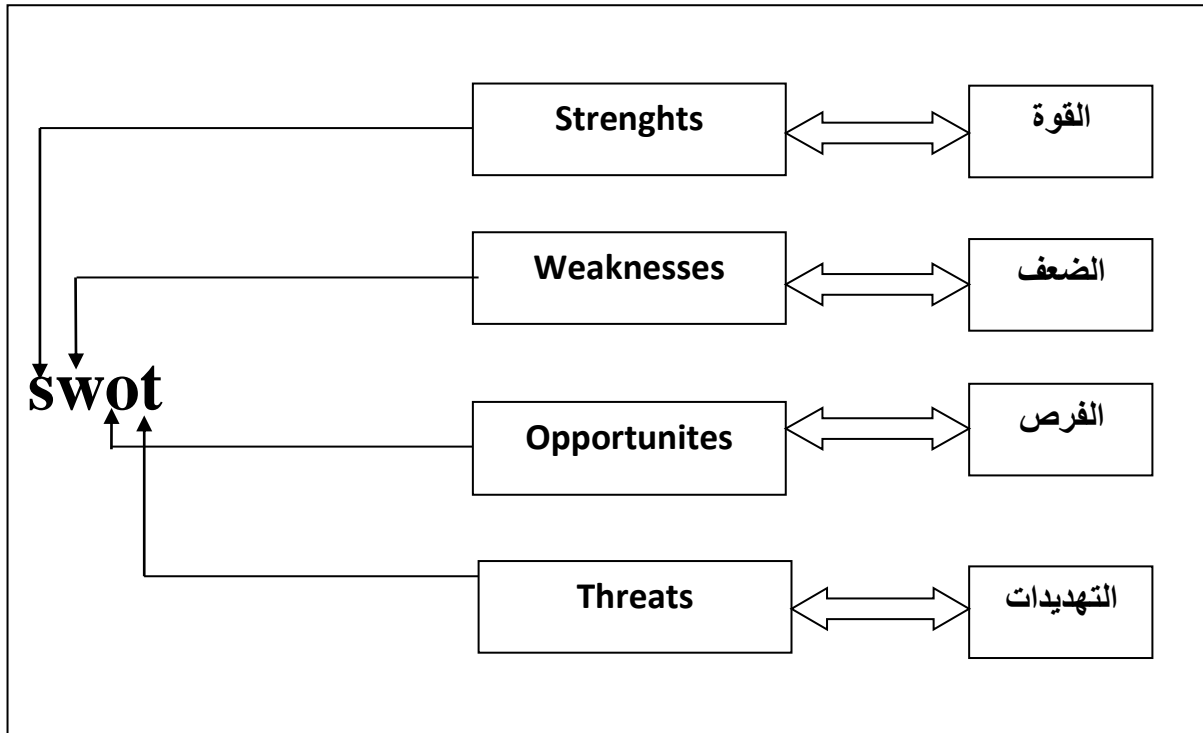 Strenghts
القوة
Weaknesses
الضعف
swot
Opportunites
الفرص
Threats
التهديدات